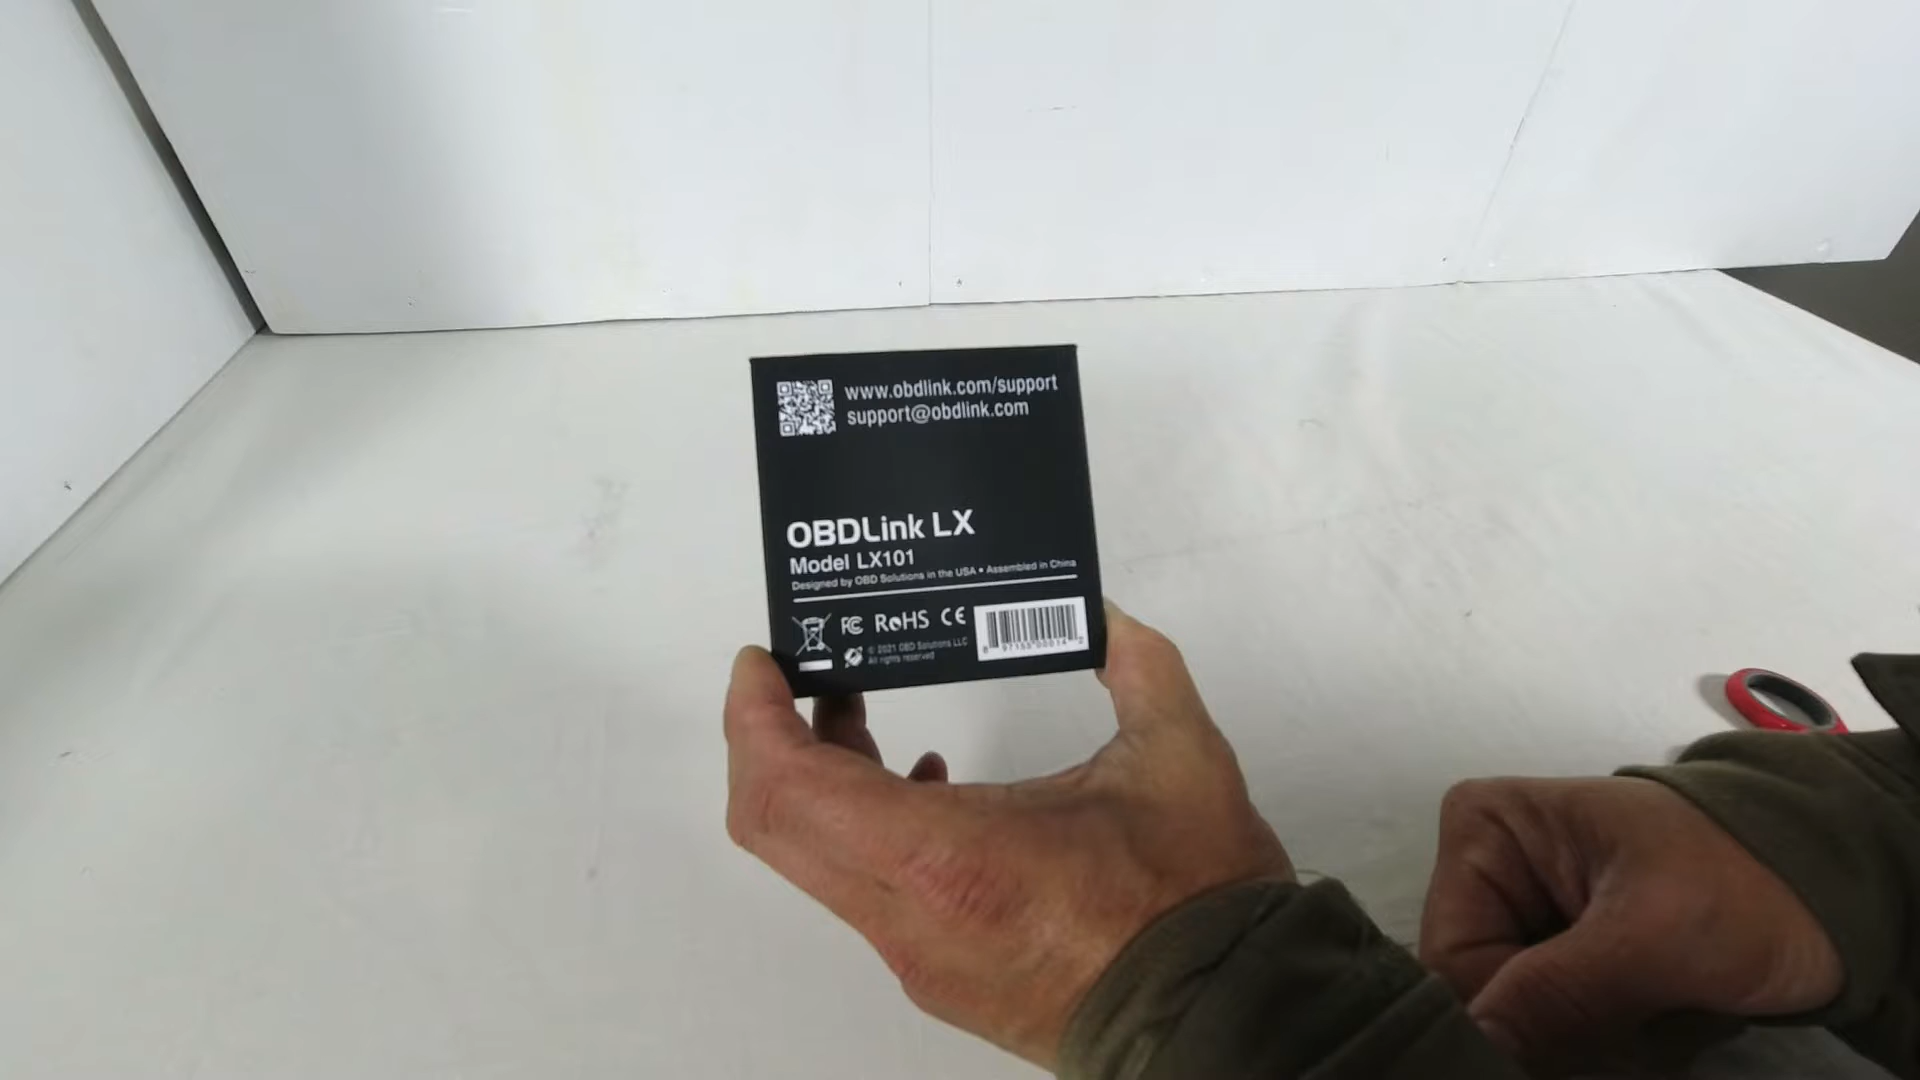 www.obdlink.com/support
support@obdlink.com
OBDLink LX
Model LX101
Designed by OBD Solutions in the USA • Assembled in China
FC RoHS CE
© 2021 OBD Solutions LLC
All rights reserved